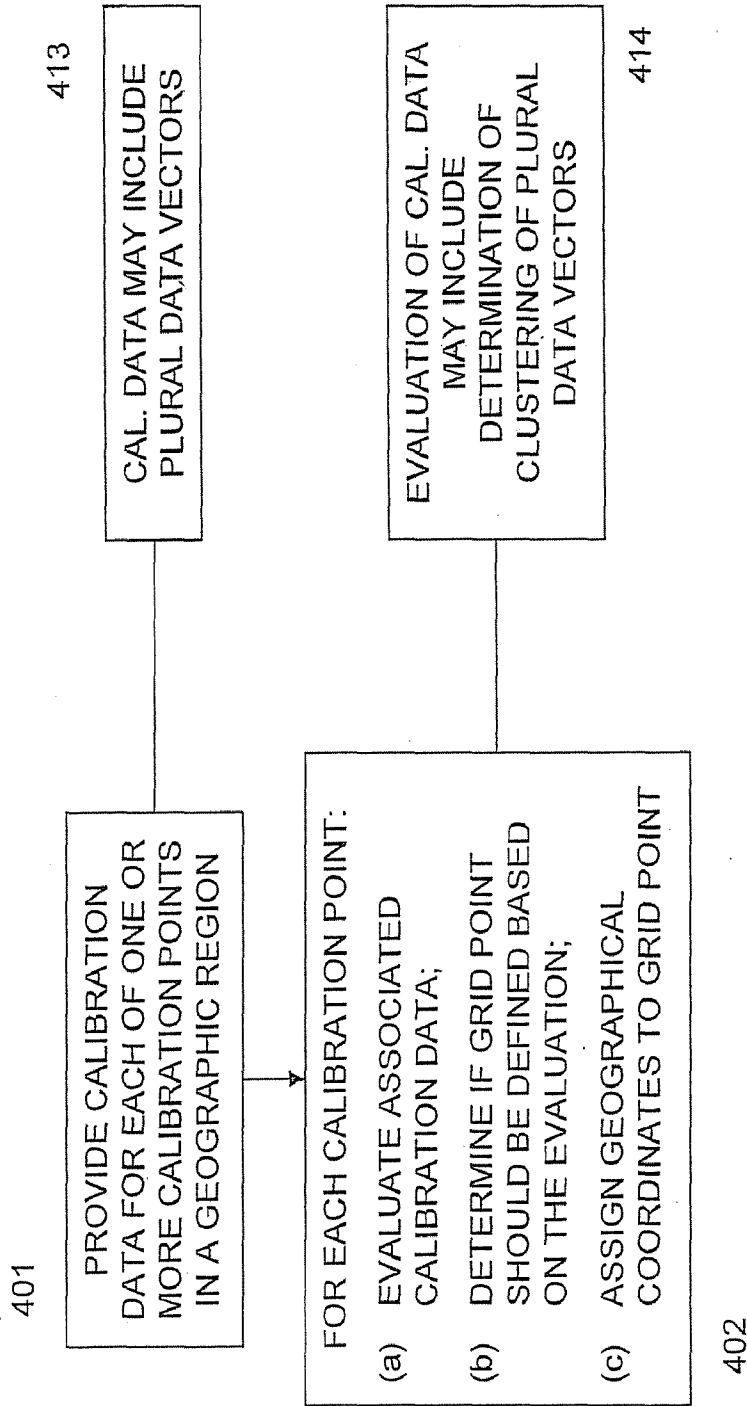 401
PROVIDE CALIBRATION
DATA FOR EACH OF ONE OR
MORE CALIBRATION POINTS
IN A GEOGRAPHIC REGION
413
CAL. DATA MAY INCLUDE
PLURAL DATA VECTORS
FOR EACH CALIBRATION POINT:
(a) EVALUATE ASSOCIATED
CALIBRATION DATA;
(b) DETERMINE IF GRID POINT
SHOULD BE DEFINED BASED
ON THE EVALUATION;
(c) ASSIGN GEOGRAPHICAL
COORDINATES TO GRID POINT
402
EVALUATION OF CAL. DATA
MAY INCLUDE
DETERMINATION OF
CLUSTERING OF PLURAL
DATA VECTORS
414